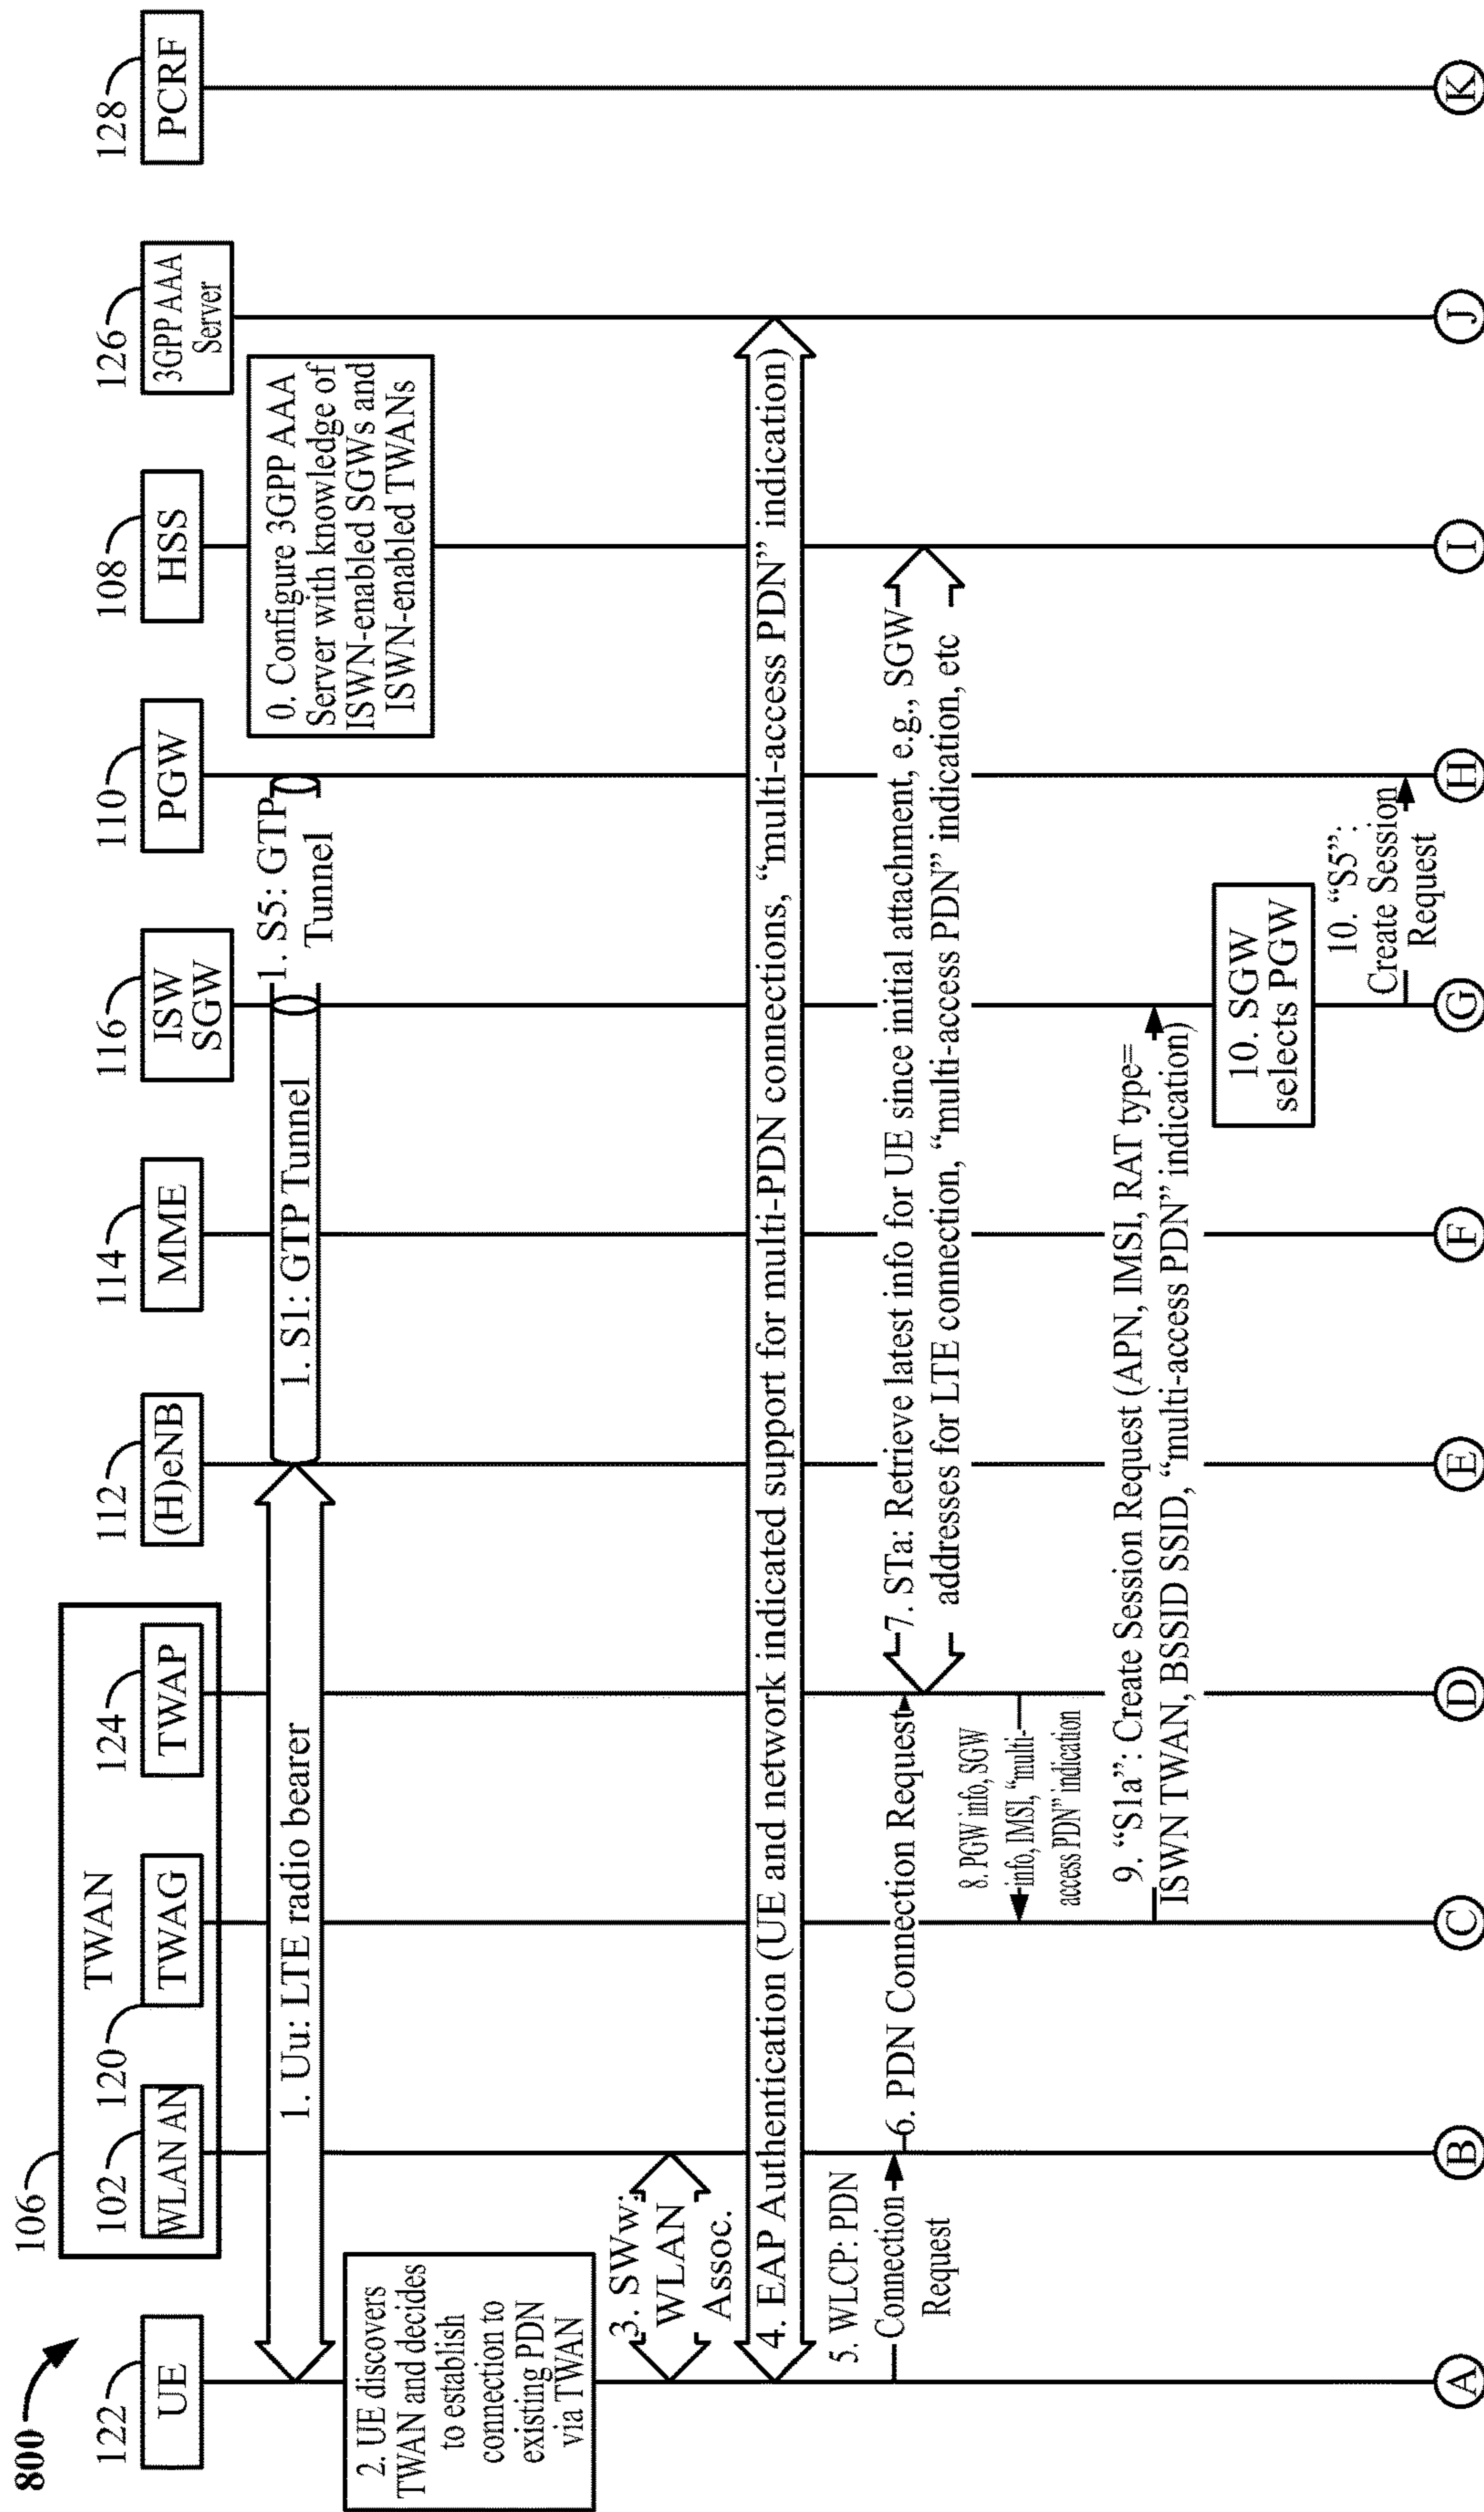 800
106
TWAN
122
102
120
124
112
114
116
110
108
126
128
UE
WLAN AN
TWAG
TWAP
(H)eNB
MME
ISW
SGW
PGW
HSS
3GPP AAA
Server
PCRF
0. Configure 3GPP AAA
Server with knowledge of
ISWN-enabled SGWs and
ISWN-enabled TWANs
1. Uu: LTE radio bearer
1. S1: GTP Tunnel
1. S5: GTP
Tunnel
2. UE discovers
TWAN and decides
to establish
connection to
existing PDN
via TWAN
3. SWw:
WLAN
Assoc.
4. EAP Authentication (UE and network indicated support for multi-PDN connections, “multi-access PDN” indication)
5. WLCP: PDN
Connection
Request
6. PDN Connection Request
7. STa: Retrieve latest info for UE since initial attachment, e.g., SGW
addresses for LTE connection, “multi-access PDN” indication, etc
8. PGW info, SGW
info, IMSI, “multi-
access PDN” indication
9. “S1a”: Create Session Request (APN, IMSI, RAT type=
ISWN TWAN, BSSID SSID, “multi-access PDN” indication)
10. SGW
selects PGW
10. “S5”:
Create Session
Request
A
B
C
D
E
F
G
H
I
J
K